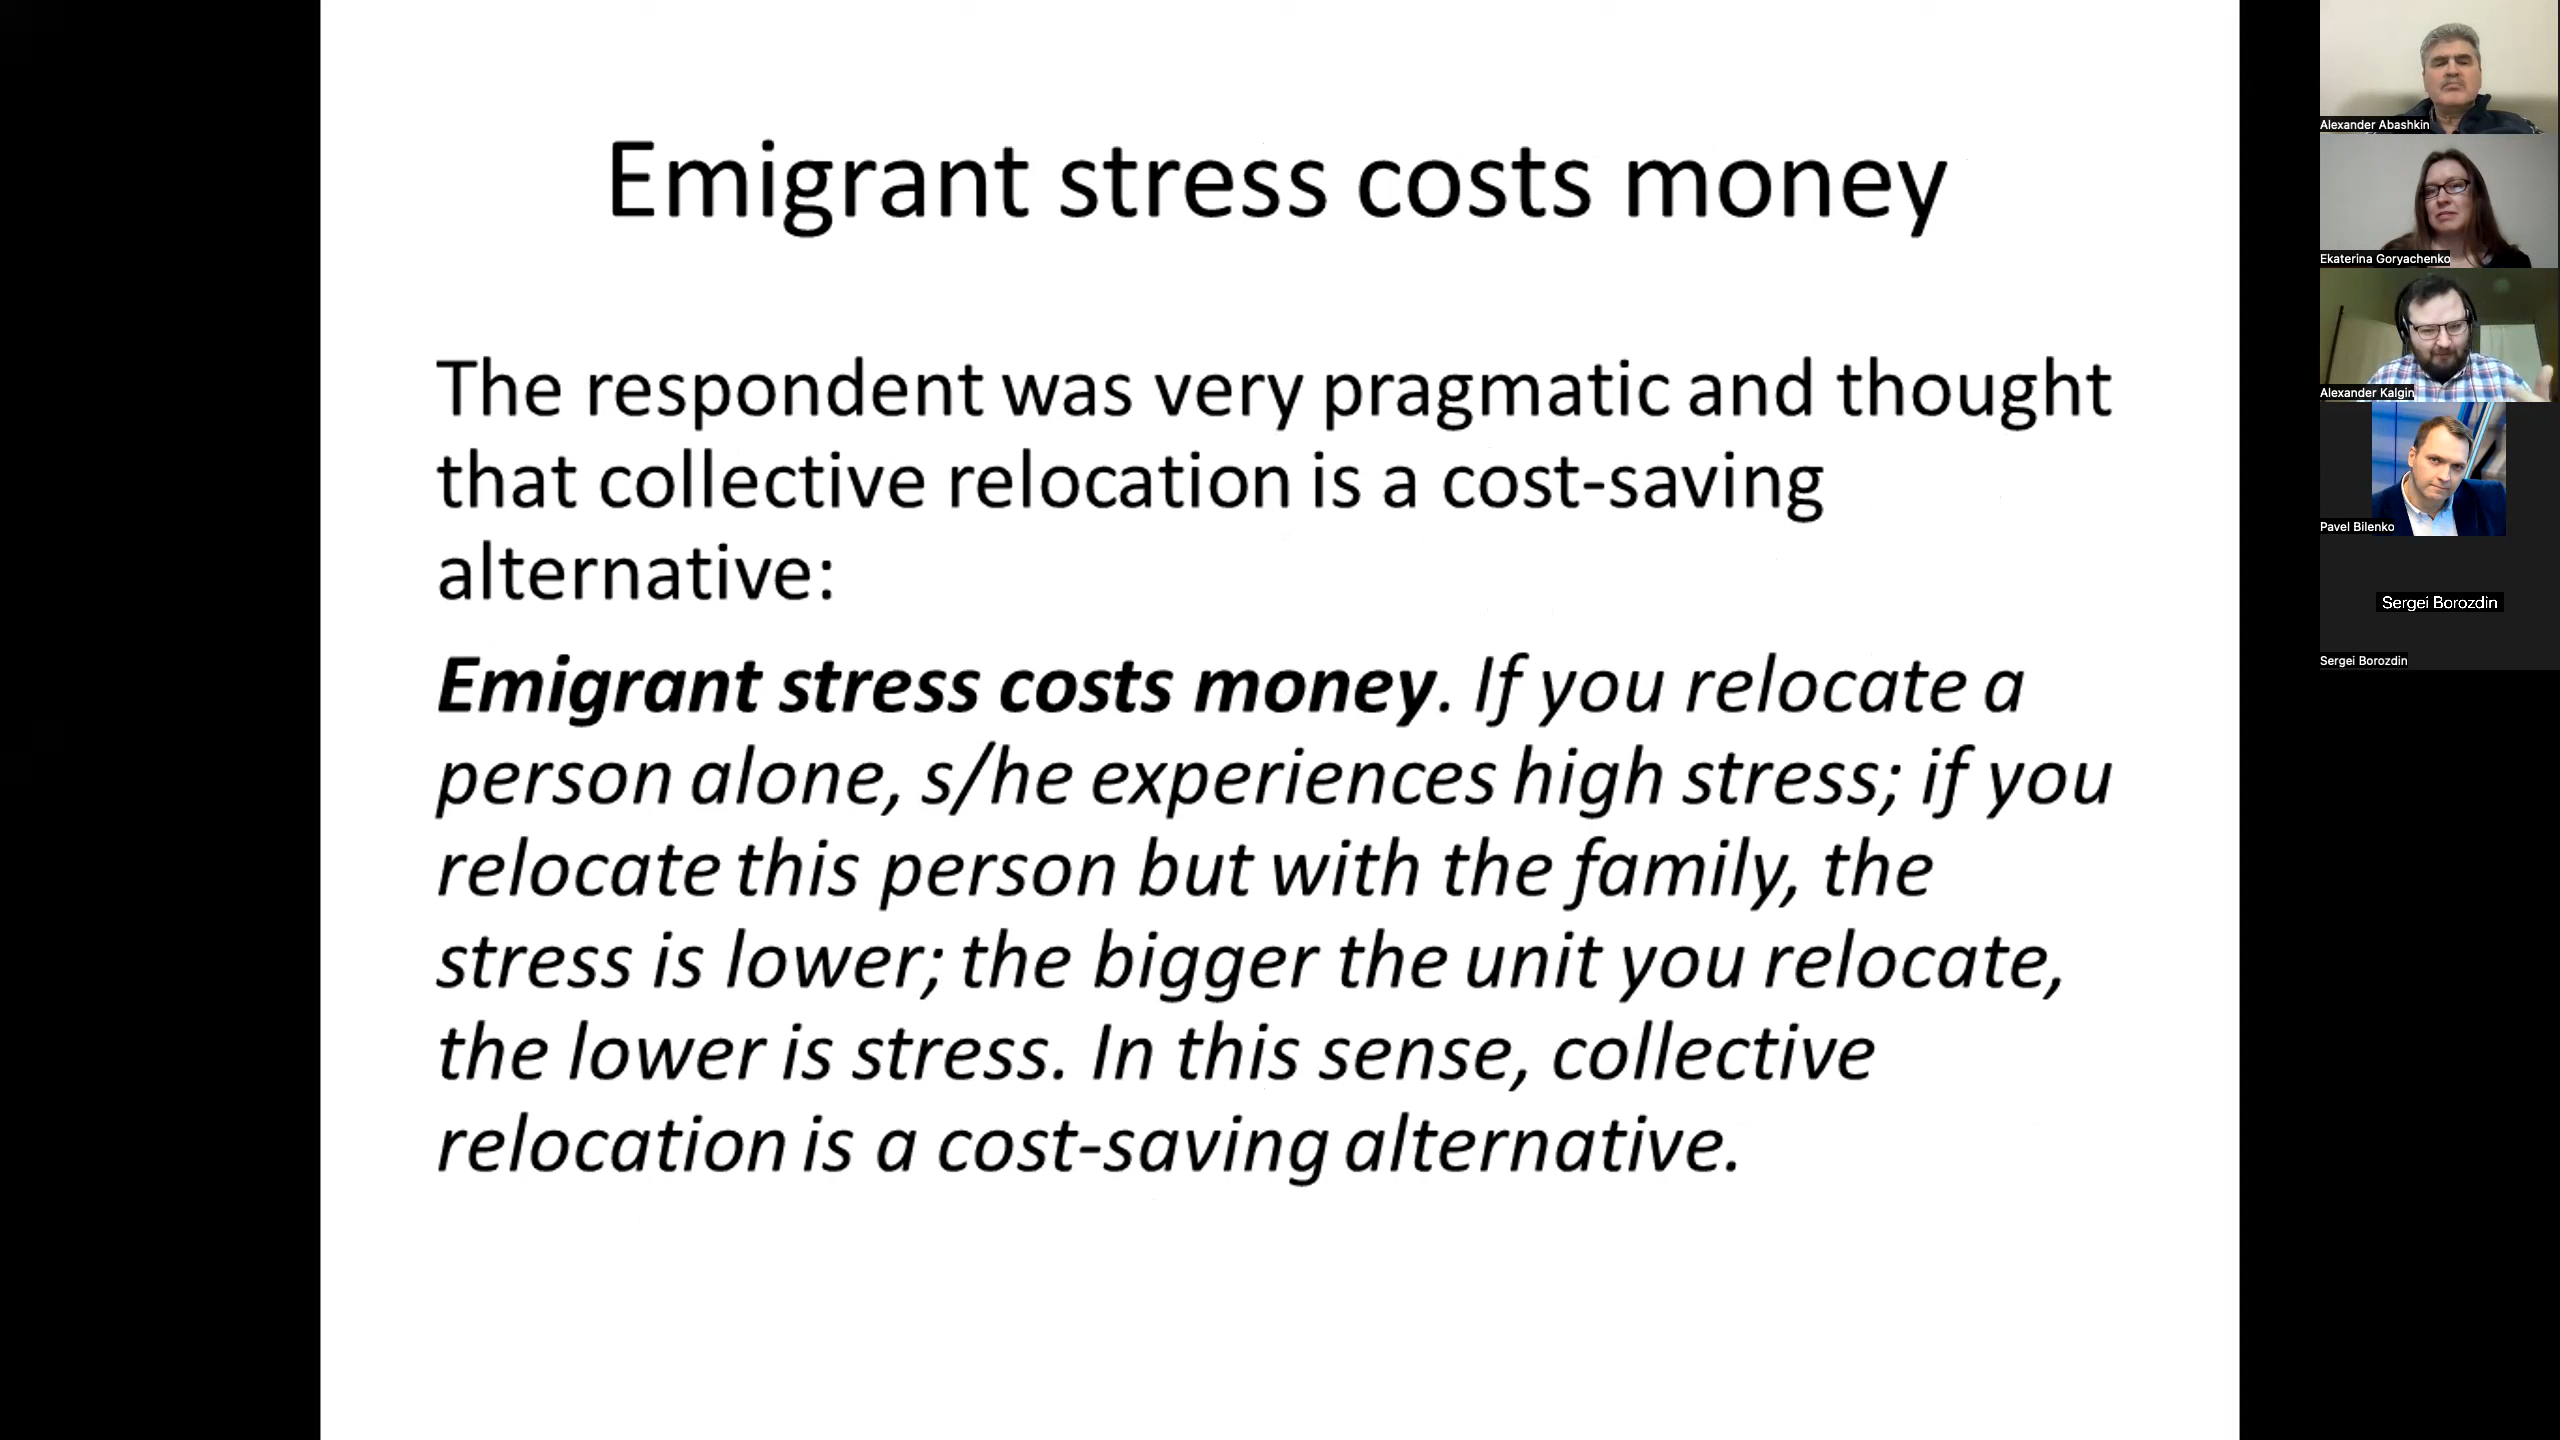 Emigrant stress costs money
The respondent was very pragmatic and thought
that collective relocation is a cost-saving
alternative:
Emigrant stress costs money. If you relocate a
person alone, s/he experiences high stress; if you
relocate this person but with the family, the
stress is lower; the bigger the unit you relocate,
the lower is stress. In this sense, collective
relocation is a cost-saving alternative.
Alexander Abashkin
Ekaterina Goryachenko
Alexander Kalgin
Pavel Bilenko
Sergei Borozdin
Sergei Borozdin